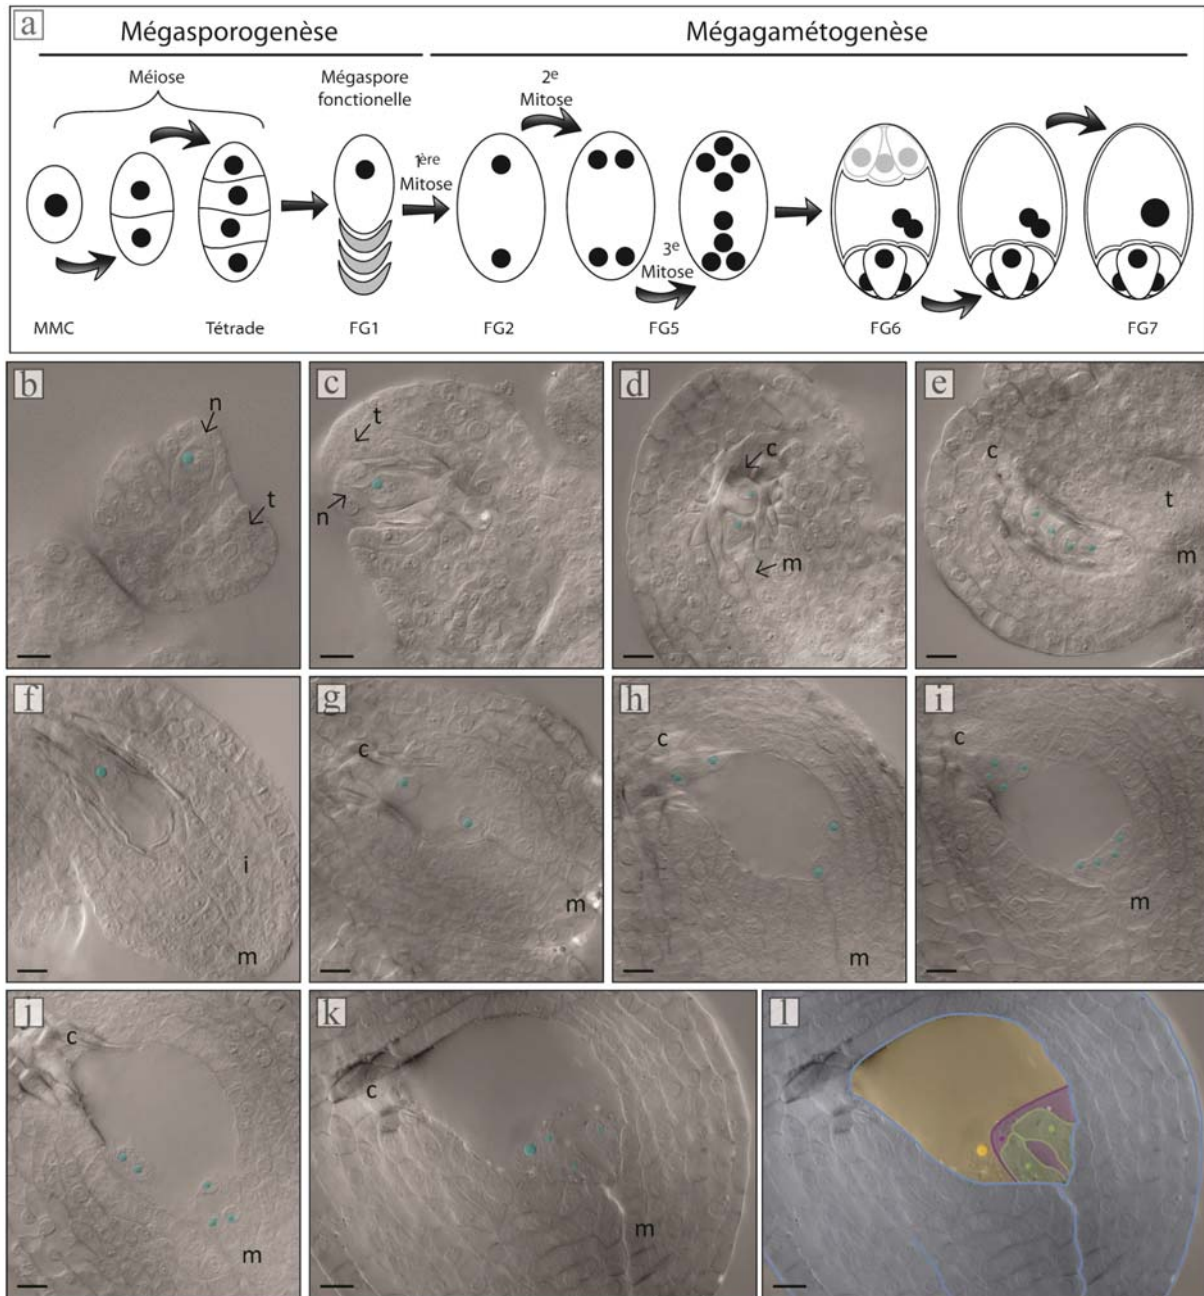 a
Mégasporogenèse
Mégagamétogenèse
Méiose
Mégaspore
fonctionelle
1ère
Mitose
2e
Mitose
3e
Mitose
MMC
Tétrade
FG1
FG2
FG5
FG6
FG7
b
n
t
c
t
n
d
c
m
e
c
t
m
f
i
m
g
c
m
h
c
m
i
c
m
j
c
m
k
c
m
l